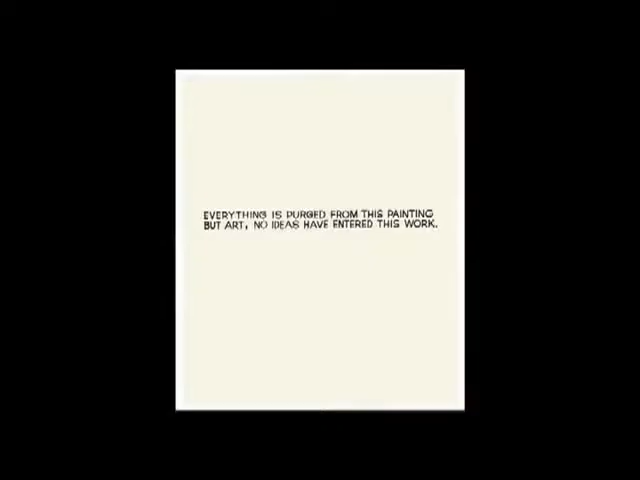 EVERYTHING IS PURGED FROM THIS PAINTING
BUT ART, NO IDEAS HAVE ENTERED THIS WORK.